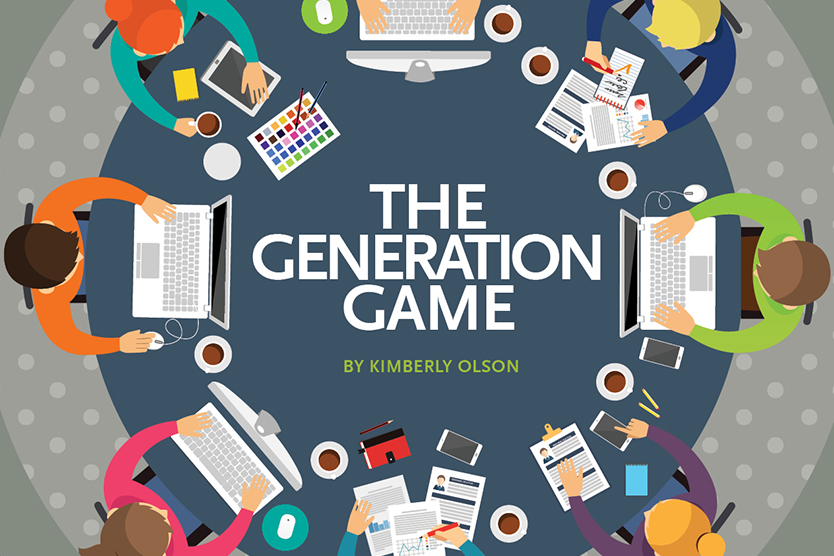 THE
GENERATION
GAME
BY KIMBERLY OLSON